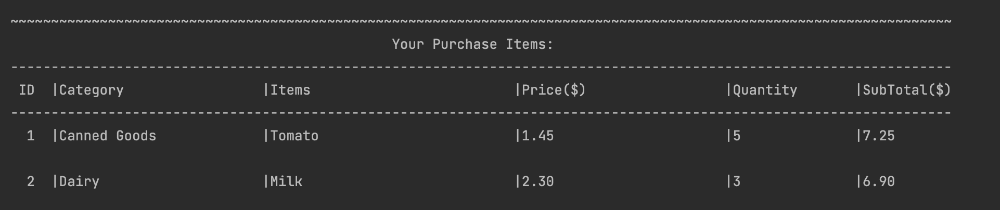 ~~~~~~~~~~~~~~~~~~~~~~~~~~~~~~~~~~~~~~~~~~~~~~~~~~~~~~~~~~~~~~~~~~~~~~~~~~~~~~~~~~~~~~~~~~~~~~~~~~~~~~~~~~~~~~~~~~~~
Your Purchase Items:
--------------------------------------------------------------------------------------------------------------------
ID  |Category                 |Items                         |Price($)                 |Quantity       |SubTotal($)
--------------------------------------------------------------------------------------------------------------------
1  |Canned Goods             |Tomato                        |1.45                     |5              |7.25
2  |Dairy                    |Milk                          |2.30                     |3              |6.90